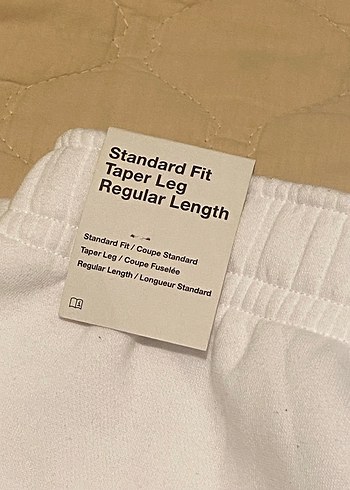 Standard Fit
Taper Leg
Regular Length
Standard Fit / Coupe Standard
Taper Leg / Coupe Fuselée
Regular Length / Longueur Standard